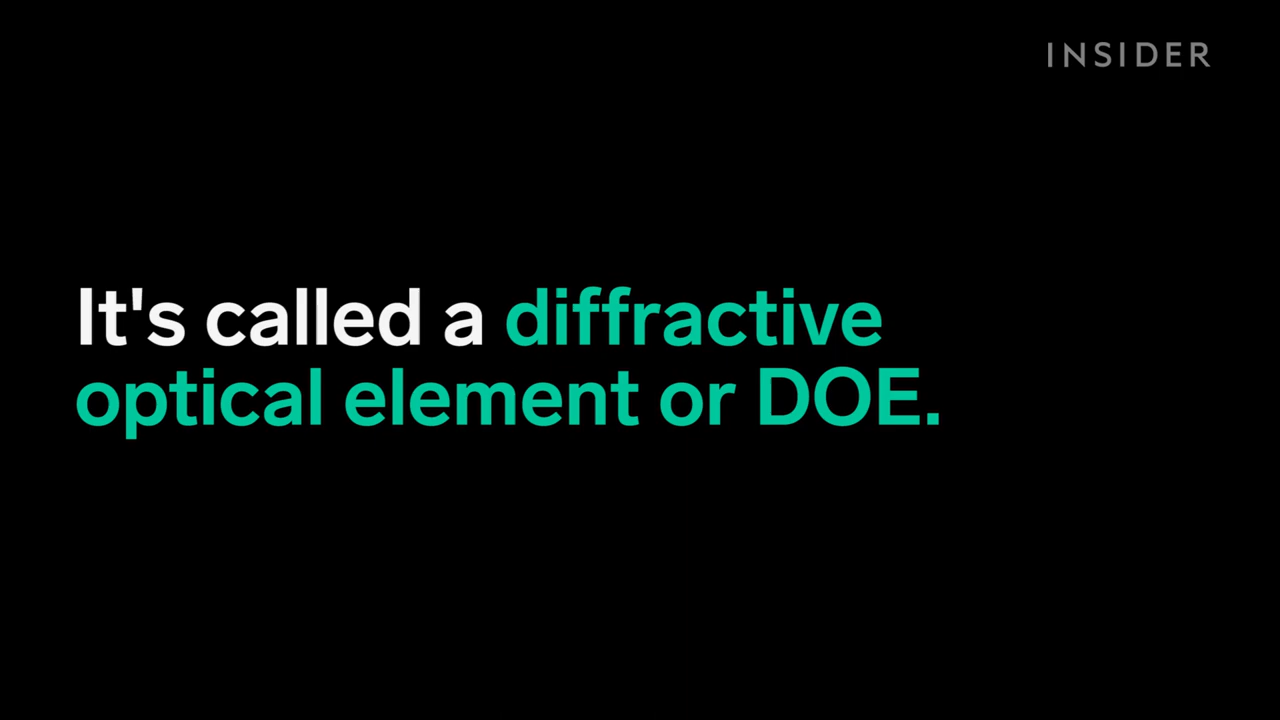 INSIDER
It's called a diffractive
optical element or DOE.